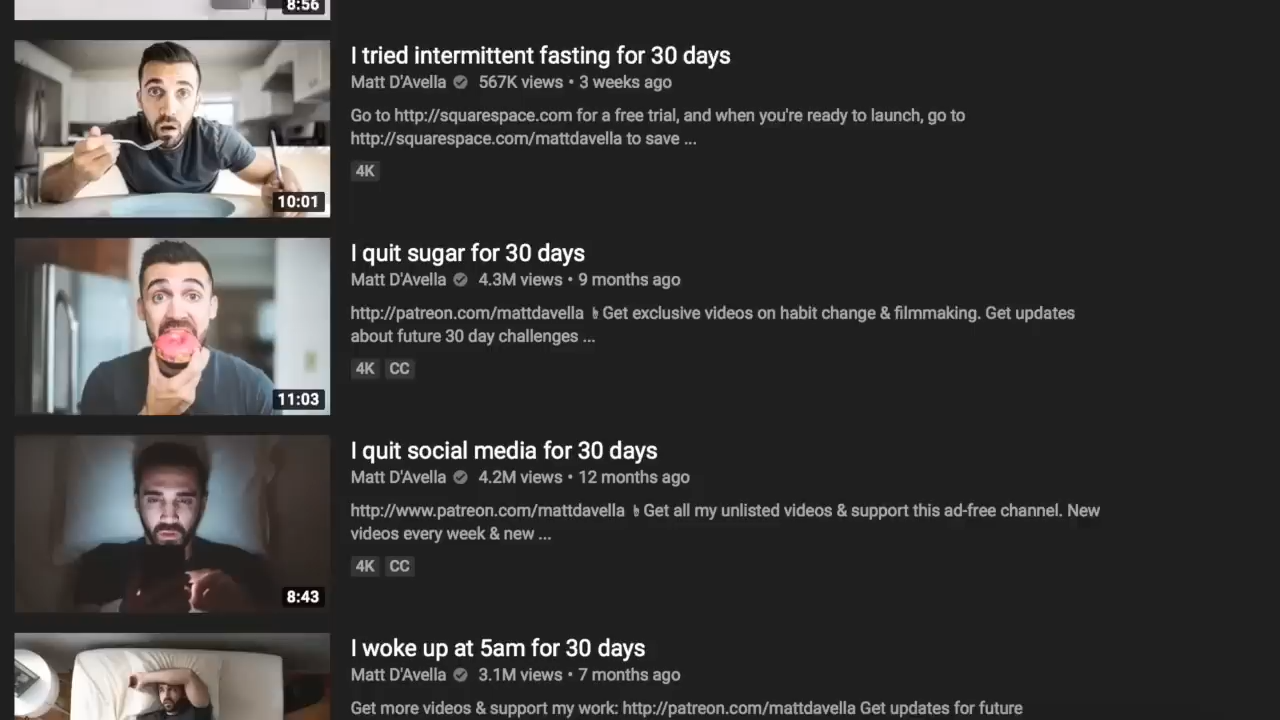 8:56
I tried intermittent fasting for 30 days
Matt D'Avella 567K views • 3 weeks ago
Go to http://squarespace.com for a free trial, and when you're ready to launch, go to
http://squarespace.com/mattdavella to save ...
4K
10:01
I quit sugar for 30 days
Matt D'Avella 4.3M views • 9 months ago
http://patreon.com/mattdavella Get exclusive videos on habit change & filmmaking. Get updates
about future 30 day challenges ...
4K CC
11:03
I quit social media for 30 days
Matt D'Avella 4.2M views • 12 months ago
http://www.patreon.com/mattdavella Get all my unlisted videos & support this ad-free channel. New
videos every week & new ...
4K CC
8:43
I woke up at 5am for 30 days
Matt D'Avella 3.1M views • 7 months ago
Get more videos & support my work: http://patreon.com/mattdavella Get updates for future